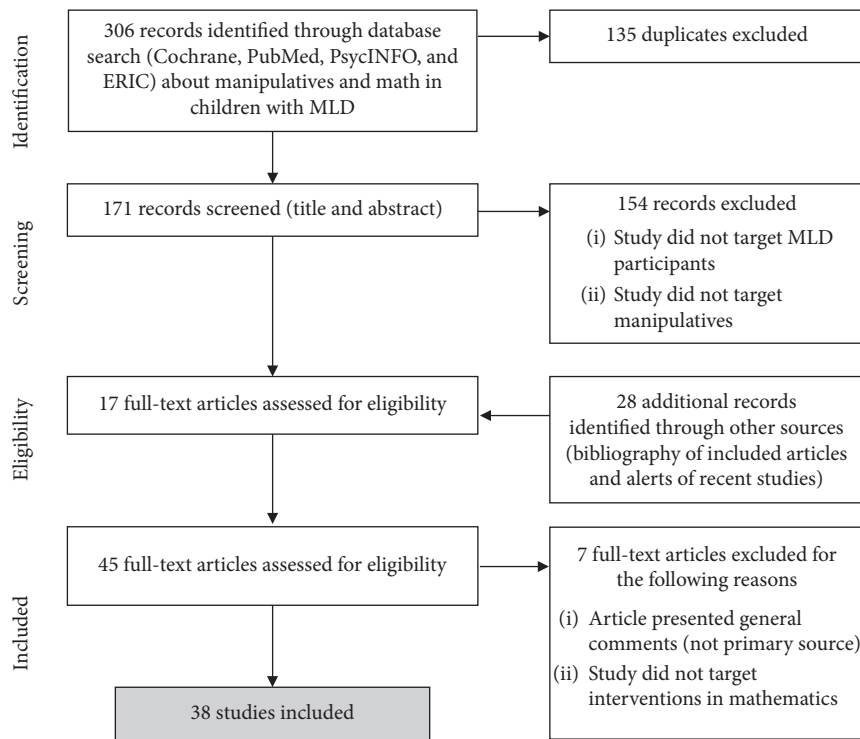 Identification
306 records identified through database
search (Cochrane, PubMed, PsycINFO, and
ERIC) about manipulatives and math in
children with MLD
135 duplicates excluded
Screening
171 records screened (title and abstract)
154 records excluded
(i) Study did not target MLD
participants
(ii) Study did not target
manipulatives
Eligibility
17 full-text articles assessed for eligibility
28 additional records
identified through other sources
(bibliography of included articles
and alerts of recent studies)
Included
45 full-text articles assessed for eligibility
7 full-text articles excluded for
the following reasons
(i) Article presented general
comments (not primary source)
(ii) Study did not target
interventions in mathematics
38 studies included